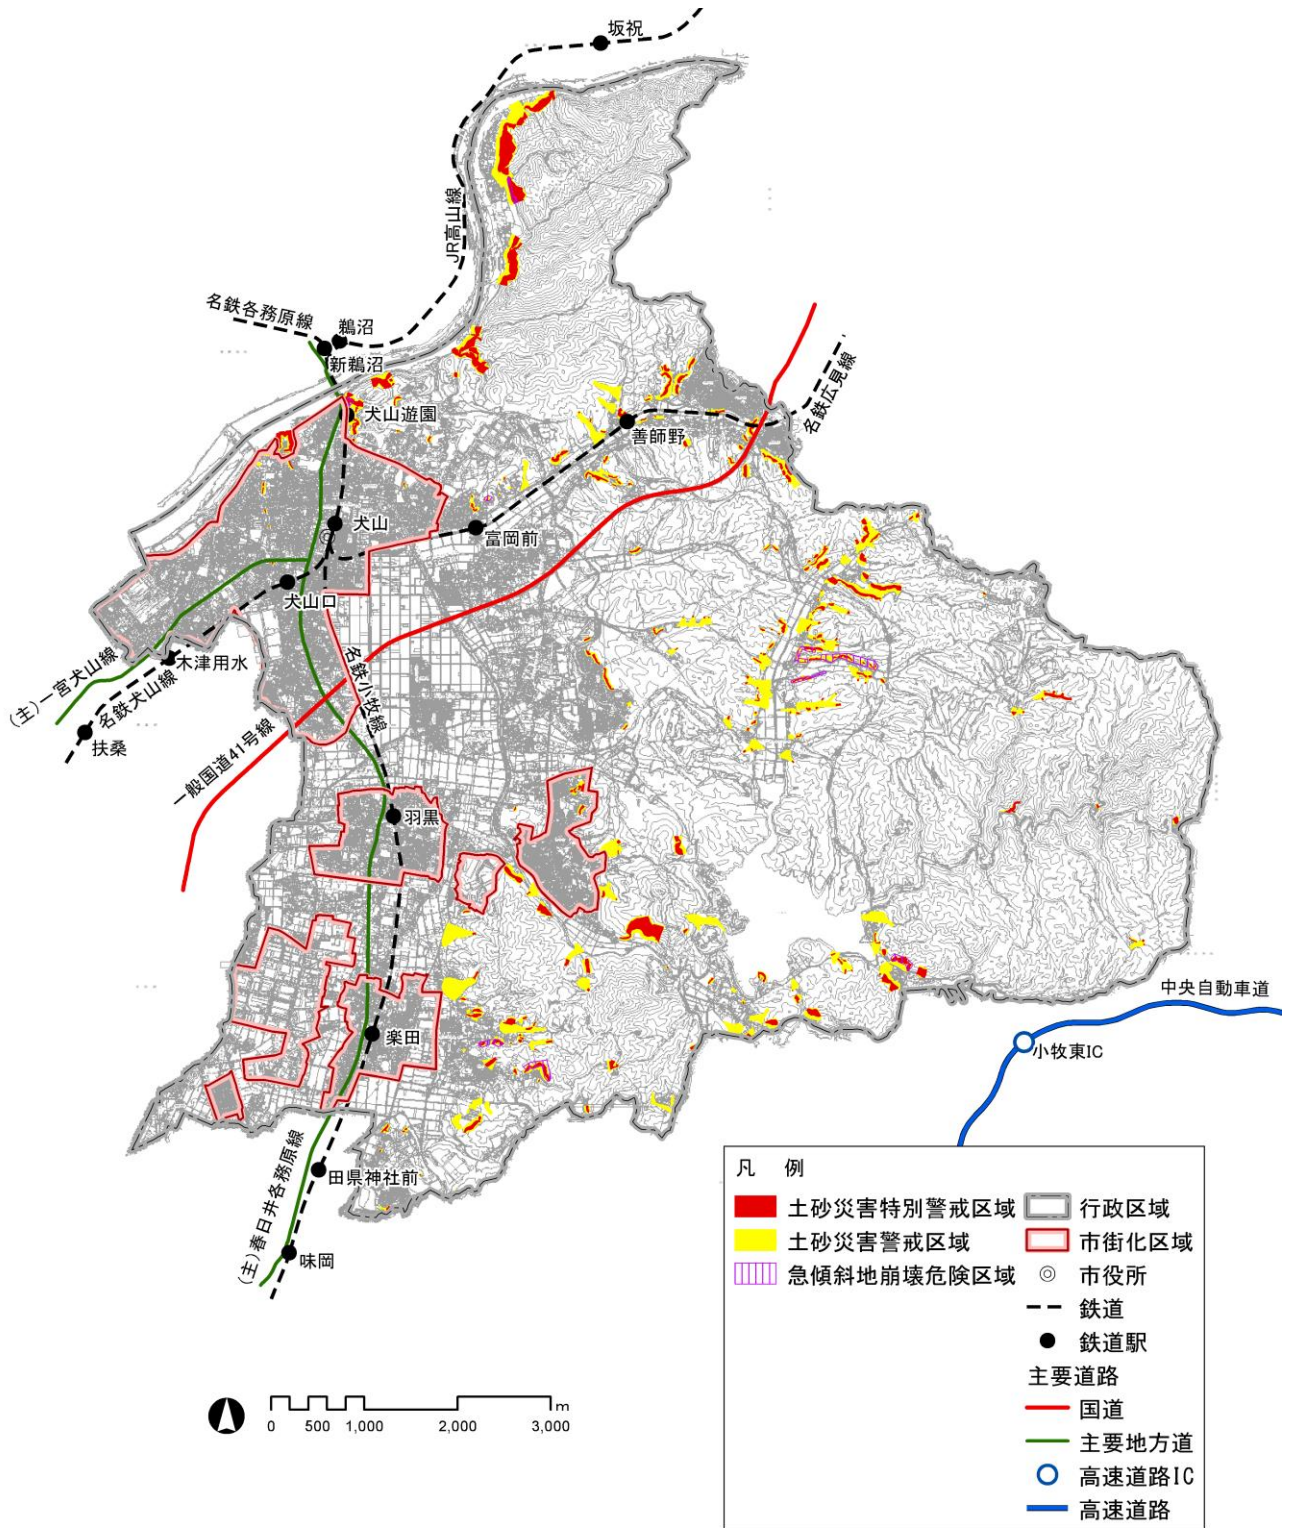 坂祝
JR高山線
名鉄各務原線
鵜沼
新鵜沼
犬山遊園
名鉄広見線
善師野
犬山
富岡前
犬山口
木津用水
(主)一宮犬山線
名鉄犬山線
扶桑
名鉄小牧線
一般国道41号線
羽黒
楽田
中央自動車道
小牧東IC
(主)春日井各務原線
田県神社前
味岡
凡 例
土砂災害特別警戒区域
土砂災害警戒区域
急傾斜地崩壊危険区域
行政区域
市街化区域
市役所
鉄道
鉄道駅
主要道路
国道
主要地方道
高速道路IC
高速道路
0 500 1,000 2,000 3,000 m